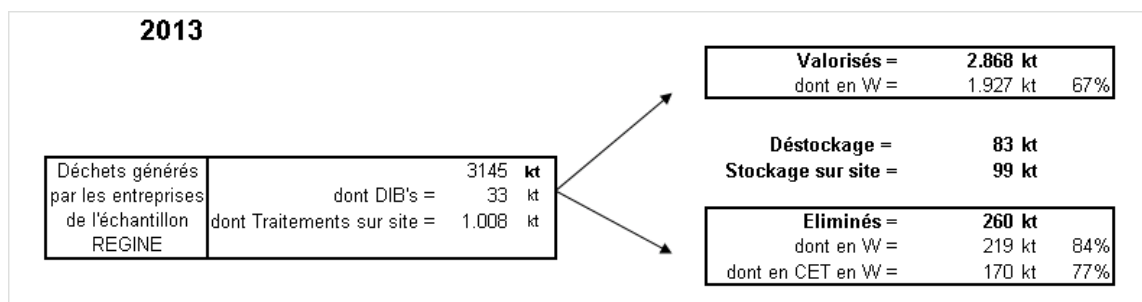 2013
Valorisés = 2.868 kt
dont en W = 1.927 kt 67%
Déstockage = 83 kt
Stockage sur site = 99 kt
Déchets générés
par les entreprises
de l'échantillon
REGINE
3145 kt
dont DIB's = 33 kt
dont Traitements sur site = 1.008 kt
Eliminés = 260 kt
dont en W = 219 kt 84%
dont en CET en W = 170 kt 77%